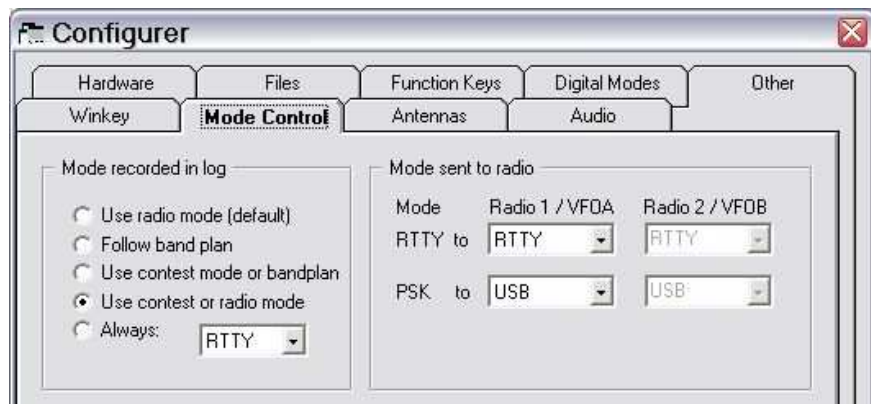 Configurer
Hardware Files Function Keys Digital Modes Other
Winkey Mode Control Antennas Audio
Mode recorded in log
Use radio mode (default)
Follow band plan
Use contest mode or bandplan
Use contest or radio mode
Always: RTTY
Mode sent to radio
Mode Radio 1 / VFOA Radio 2 / VFOB
RTTY to RTTY RTTY
PSK to USB USB